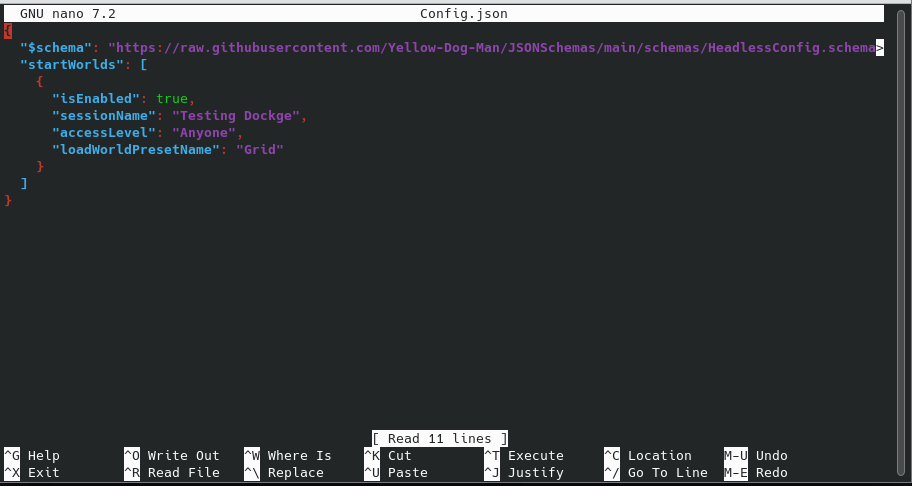 GNU nano 7.2 Config.json
{
"$schema": "https://raw.githubusercontent.com/Yellow-Dog-Man/JSONSchemas/main/schemas/HeadlessConfig.schema>
"startWorlds": [
{
"isEnabled": true,
"sessionName": "Testing Dockge",
"accessLevel": "Anyone",
"loadWorldPresetName": "Grid"
}
]
}
[ Read 11 lines ]
^G Help ^O Write Out ^W Where Is ^K Cut ^T Execute ^C Location M-U Undo
^X Exit ^R Read File ^\ Replace ^U Paste ^J Justify ^/ Go To Line M-E Redo